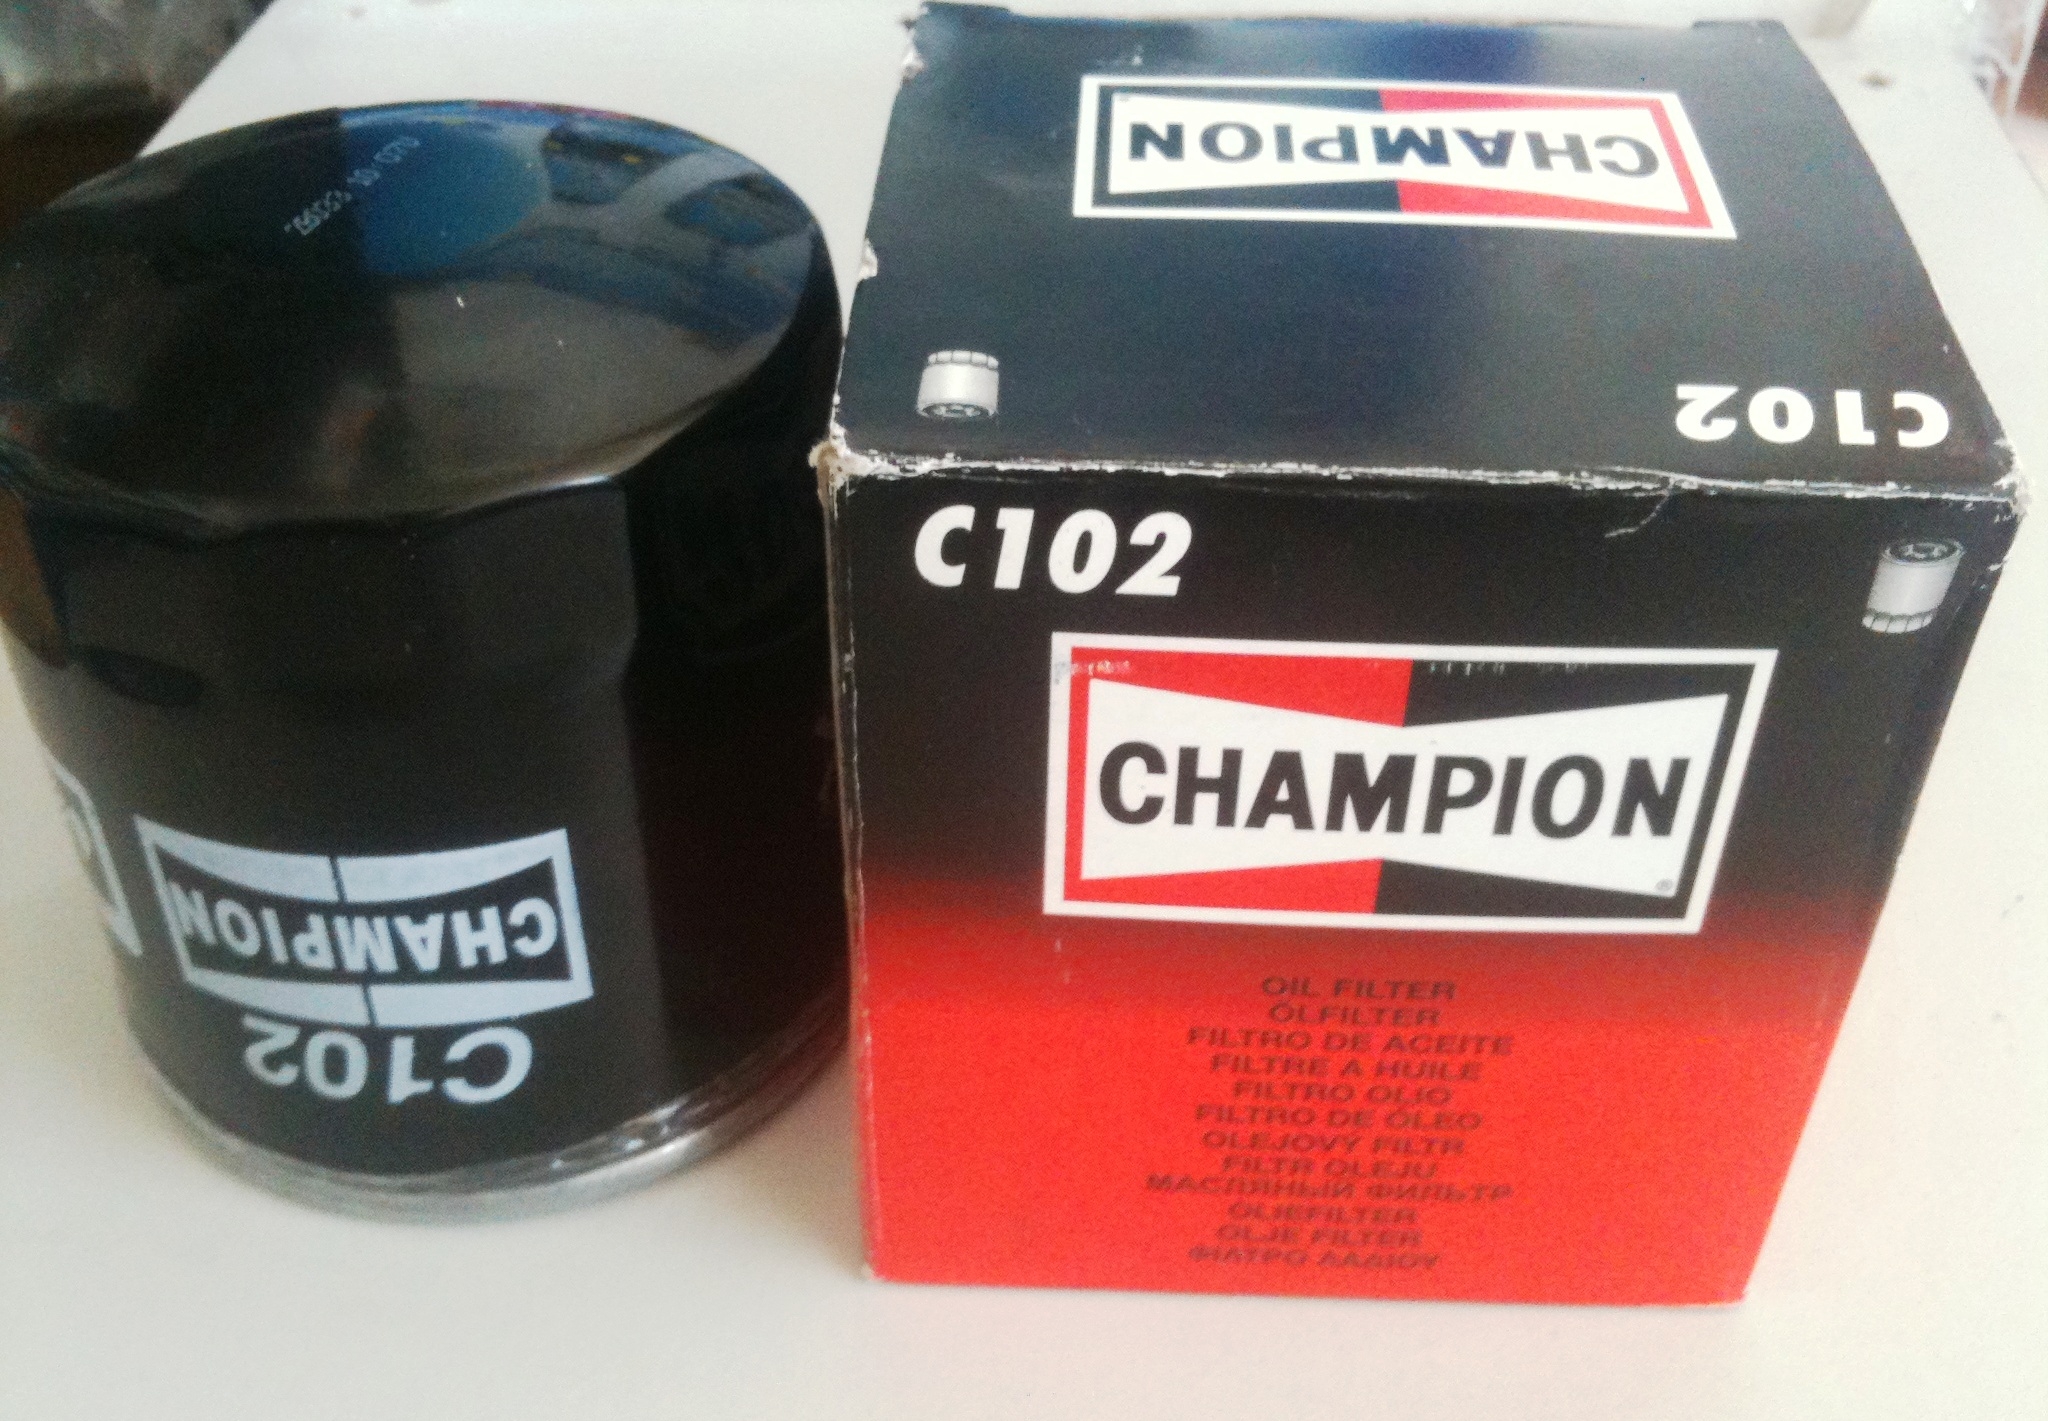 CHAMPION
C102
C102
CHAMPION
OIL FILTER
ÖLFILTER
FILTRO DE ACEITE
FILTRE A HUILE
FILTRO OLIO
FILTRO DE ÓLEO
OLEJOVÝ FILTR
FILTR OLEJU
МАСЛЯНЫЙ ФИЛЬТР
OLIEFILTER
OLJE FILTER
ΦΙΛΤΡΟ ΛΑΔΙΟΥ
CHAMPION
C102